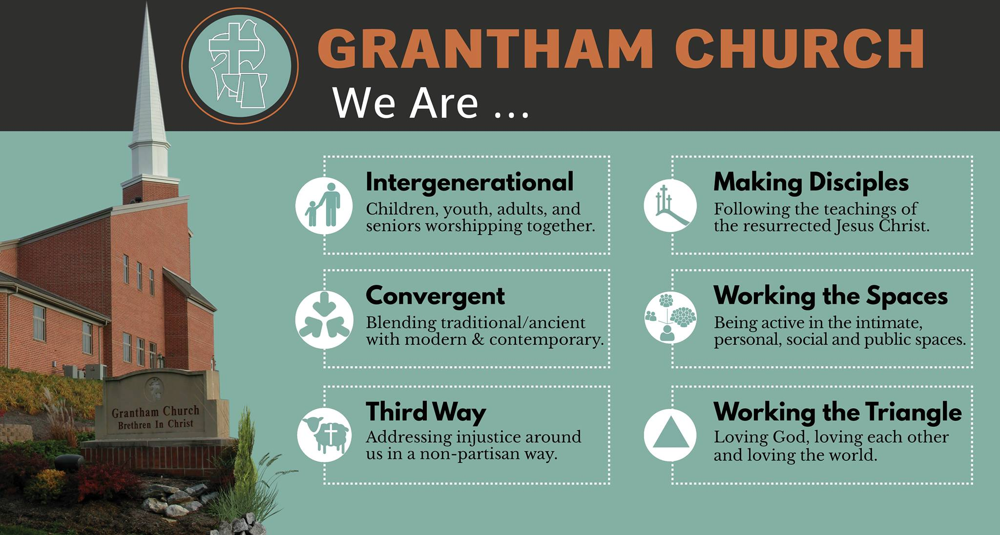 GRANTHAM CHURCH
We Are ...
Intergenerational
Children, youth, adults, and
seniors worshipping together.
Making Disciples
Following the teachings of
the resurrected Jesus Christ.
Convergent
Blending traditional/ancient
with modern & contemporary.
Working the Spaces
Being active in the intimate,
personal, social and public spaces.
Third Way
Addressing injustice around
us in a non-partisan way.
Working the Triangle
Loving God, loving each other
and loving the world.
Grantham Church
Brethren In Christ